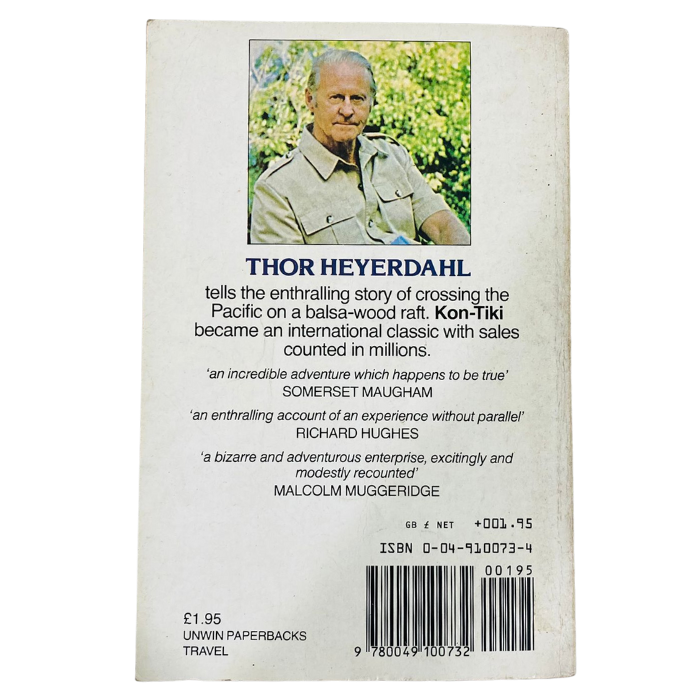 THOR HEYERDAHL
tells the enthralling story of crossing the
Pacific on a balsa-wood raft. Kon-Tiki
became an international classic with sales
counted in millions.
‘an incredible adventure which happens to be true’
SOMERSET MAUGHAM
‘an enthralling account of an experience without parallel’
RICHARD HUGHES
‘a bizarre and adventurous enterprise, excitingly and
modestly recounted’
MALCOLM MUGGERIDGE
GB £ NET +001.95
ISBN 0-04-910073-4
00195
£1.95
UNWIN PAPERBACKS
TRAVEL
9 780049 100732